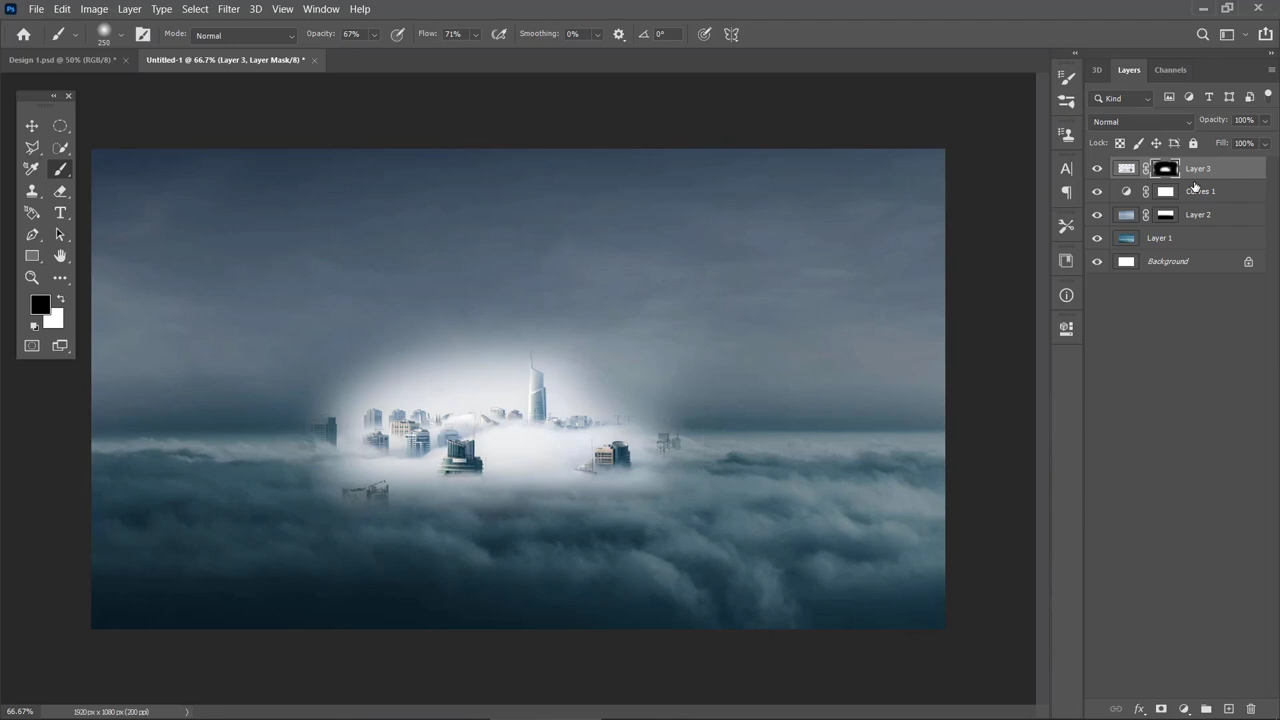 Ps File Edit Image Layer Type Select Filter 3D View Window Help
250 Mode: Normal Opacity: 67% Flow: 71% Smoothing: 0% 0°
Design 1.psd @ 50% (RGB/8) * × Untitled-1 @ 66.7% (Layer 3, Layer Mask/8) * ×
3D Layers Channels
Kind
Normal Opacity: 100%
Lock: Fill: 100%
Layer 3
Curves 1
Layer 2
Layer 1
Background
66.67% 1920 px x 1080 px (200 ppi)